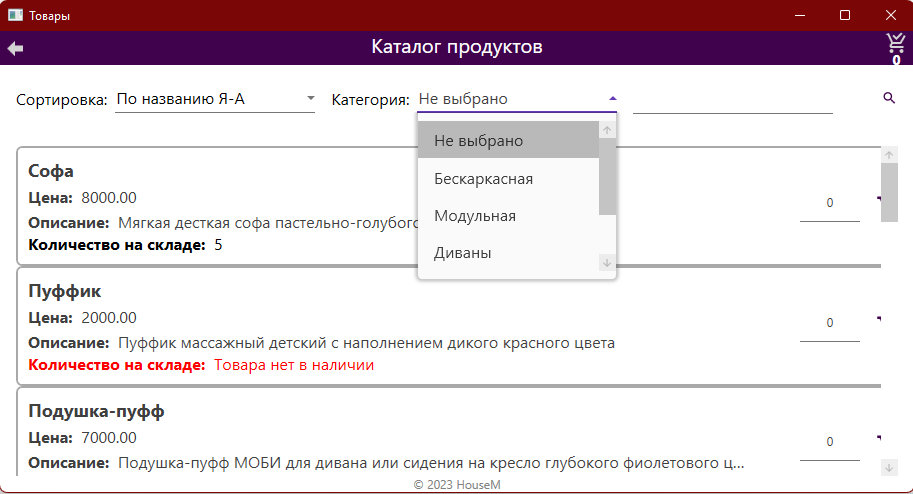 Товары
Каталог продуктов
0
Сортировка: По названию Я-А Категория: Не выбрано
Не выбрано
Бескаркасная
Модульная
Диваны
Софа
Цена: 8000.00
0
Описание: Мягкая десткая софа пастельно-голубого
Количество на складе: 5
Пуффик
Цена: 2000.00
0
Описание: Пуффик массажный детский с наполнением дикого красного цвета
Количество на складе: Товара нет в наличии
Подушка-пуфф
Цена: 7000.00
0
Описание: Подушка-пуфф МОБИ для дивана или сидения на кресло глубокого фиолетового ц...
© 2023 HouseM